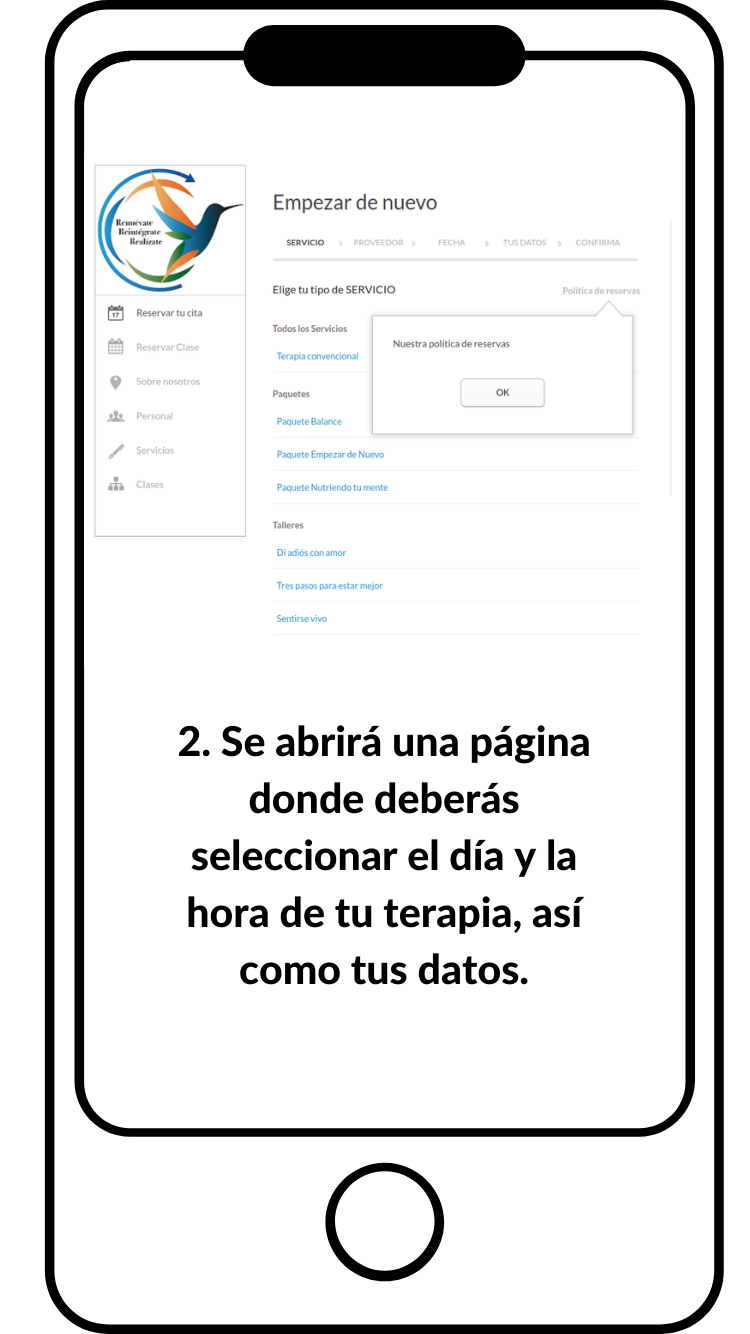 Renuévate
Reintégrate
Realízate
Reservar tu cita
17
Reservar Clase
Sobre nosotros
Personal
Servicios
Clases
Empezar de nuevo
SERVICIO > PROVEEDOR > FECHA > TUS DATOS > CONFIRMA
Elige tu tipo de SERVICIO
Política de reservas
Todos los Servicios
Terapia convencional
Nuestra política de reservas
OK
Paquetes
Paquete Balance
Paquete Empezar de Nuevo
Paquete Nutriendo tu mente
Talleres
Di adiós con amor
Tres pasos para estar mejor
Sentirse vivo
2. Se abrirá una página
donde deberás
seleccionar el día y la
hora de tu terapia, así
como tus datos.